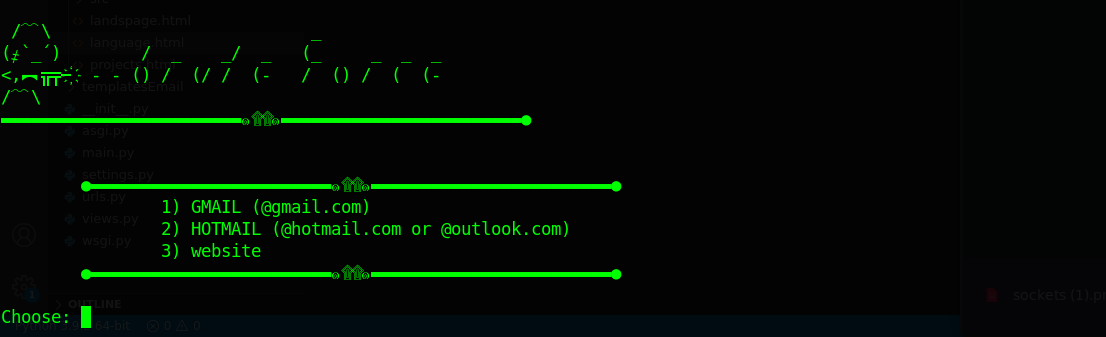 src
landspage.html
language.html
project.html
templatesEmail
__init__.py
asgi.py
main.py
settings.py
urls.py
views.py
wsgi.py
1) GMAIL (@gmail.com)
2) HOTMAIL (@hotmail.com or @outlook.com)
3) website
OUTLINE
sockets (1).pr
Choose:
64-bit 0 0